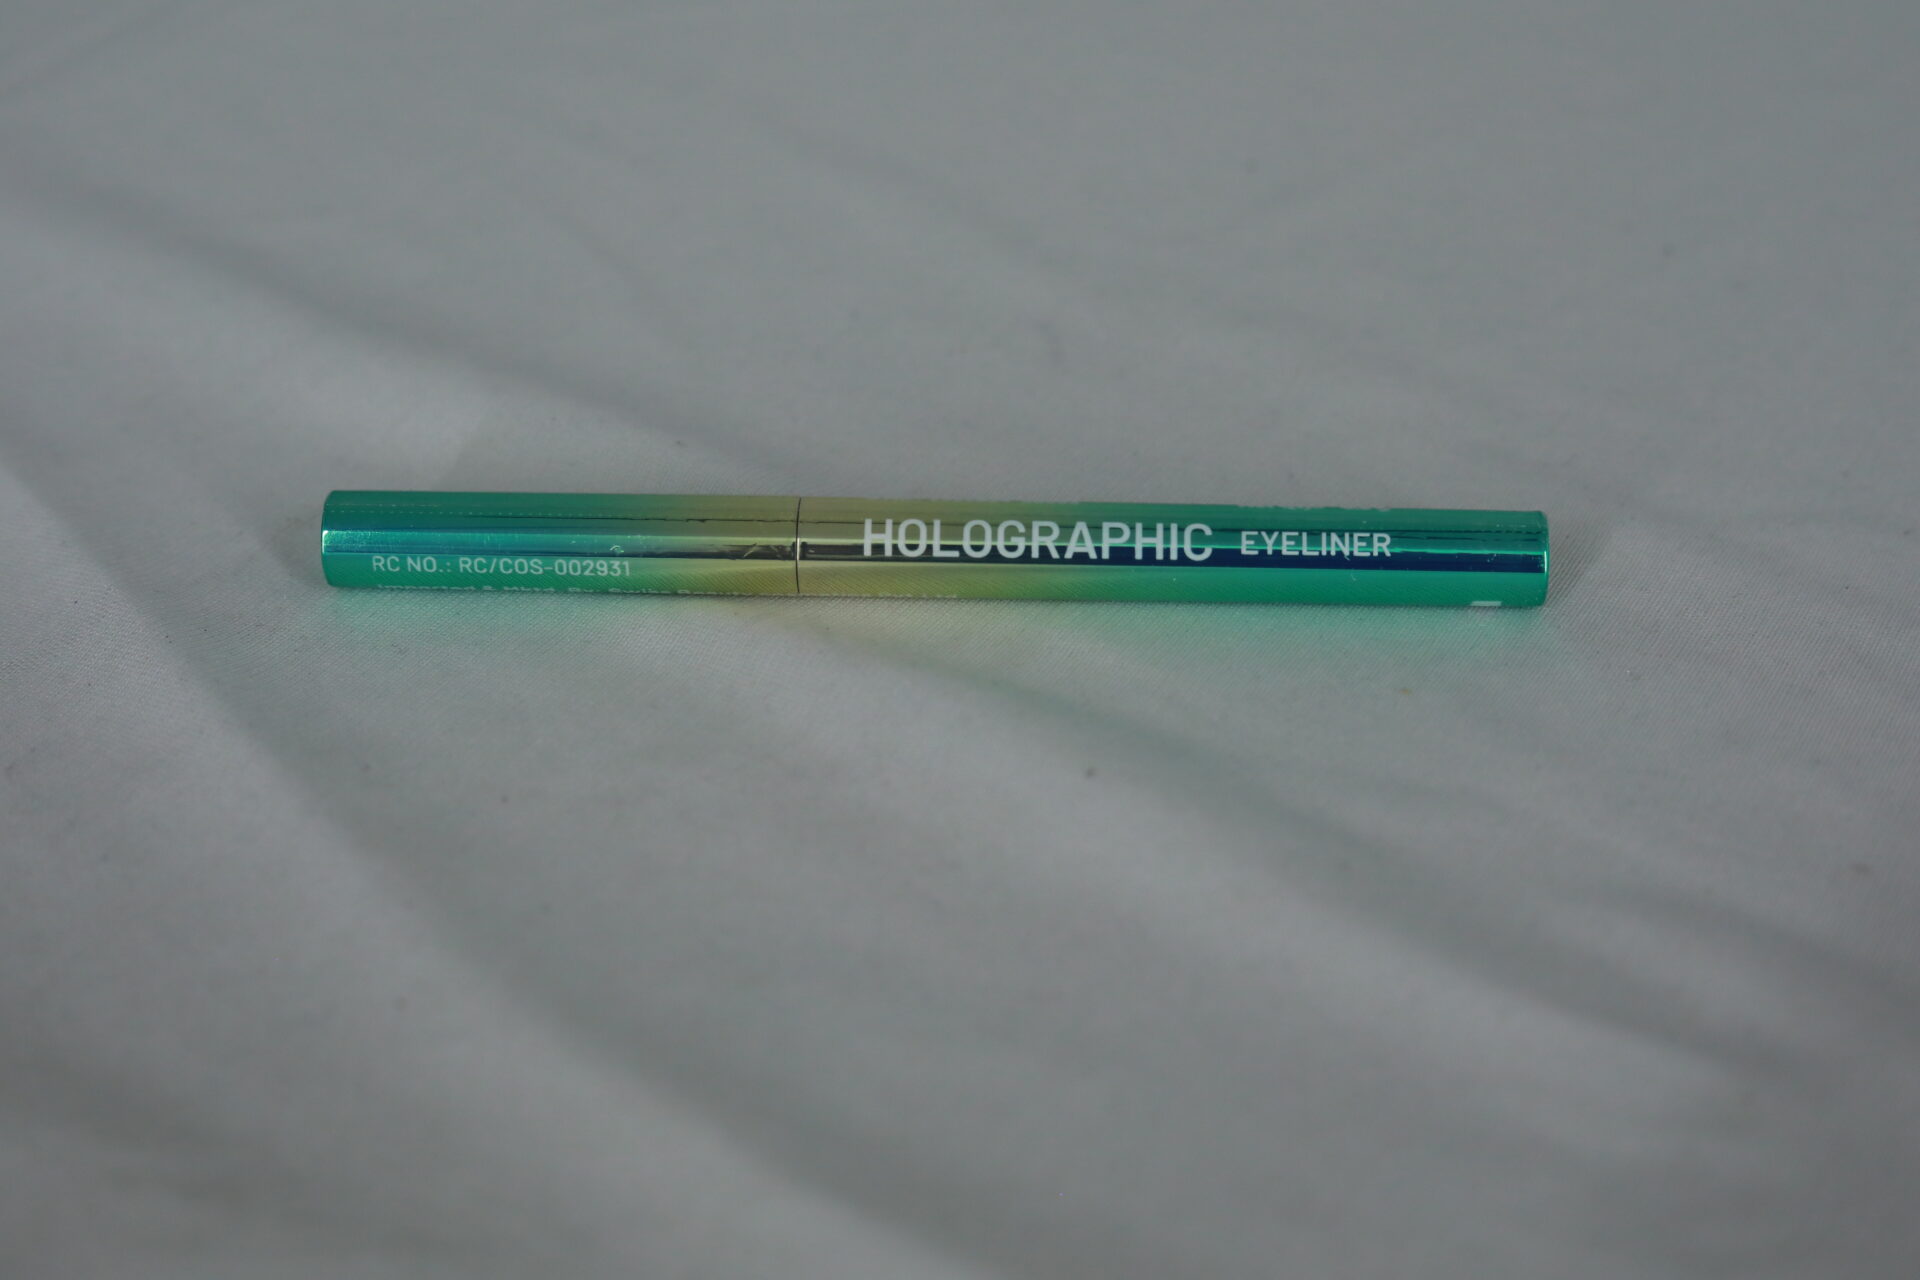 HOLOGRAPHIC EYELINER
RC NO.: RC/COS-002931